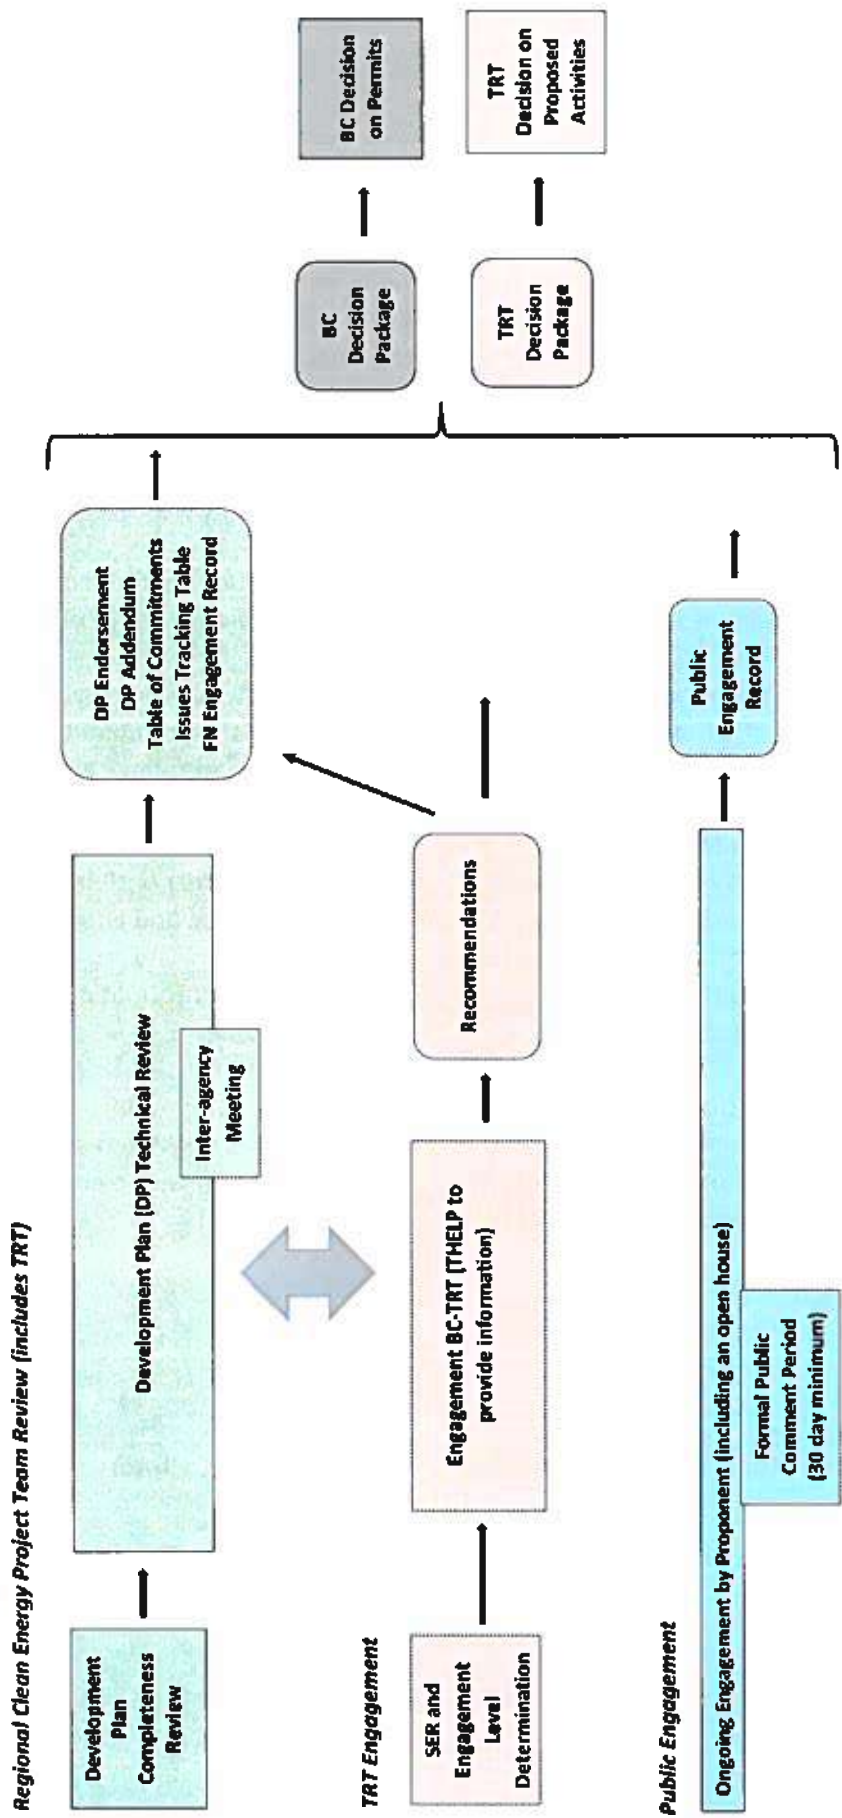 Regional Clean Energy Project Team Review (includes TRT)
Development
Plan
Completeness
Review
Development Plan (DP) Technical Review
Inter-agency
Meeting
DP Endorsement
DP Addendum
Table of Commitments
Issues Tracking Table
FN Engagement Record
TRT Engagement
SER and
Engagement
Level
Determination
Engagement BC-TRT (THELP to
provide information)
Recommendations
Public Engagement
Ongoing Engagement by Proponent (including an open house)
Formal Public
Comment Period
(30 day minimum)
Public
Engagement
Record
BC
Decision
Package
BC Decision
on Permits
TRT
Decision
Package
TRT
Decision on
Proposed
Activities